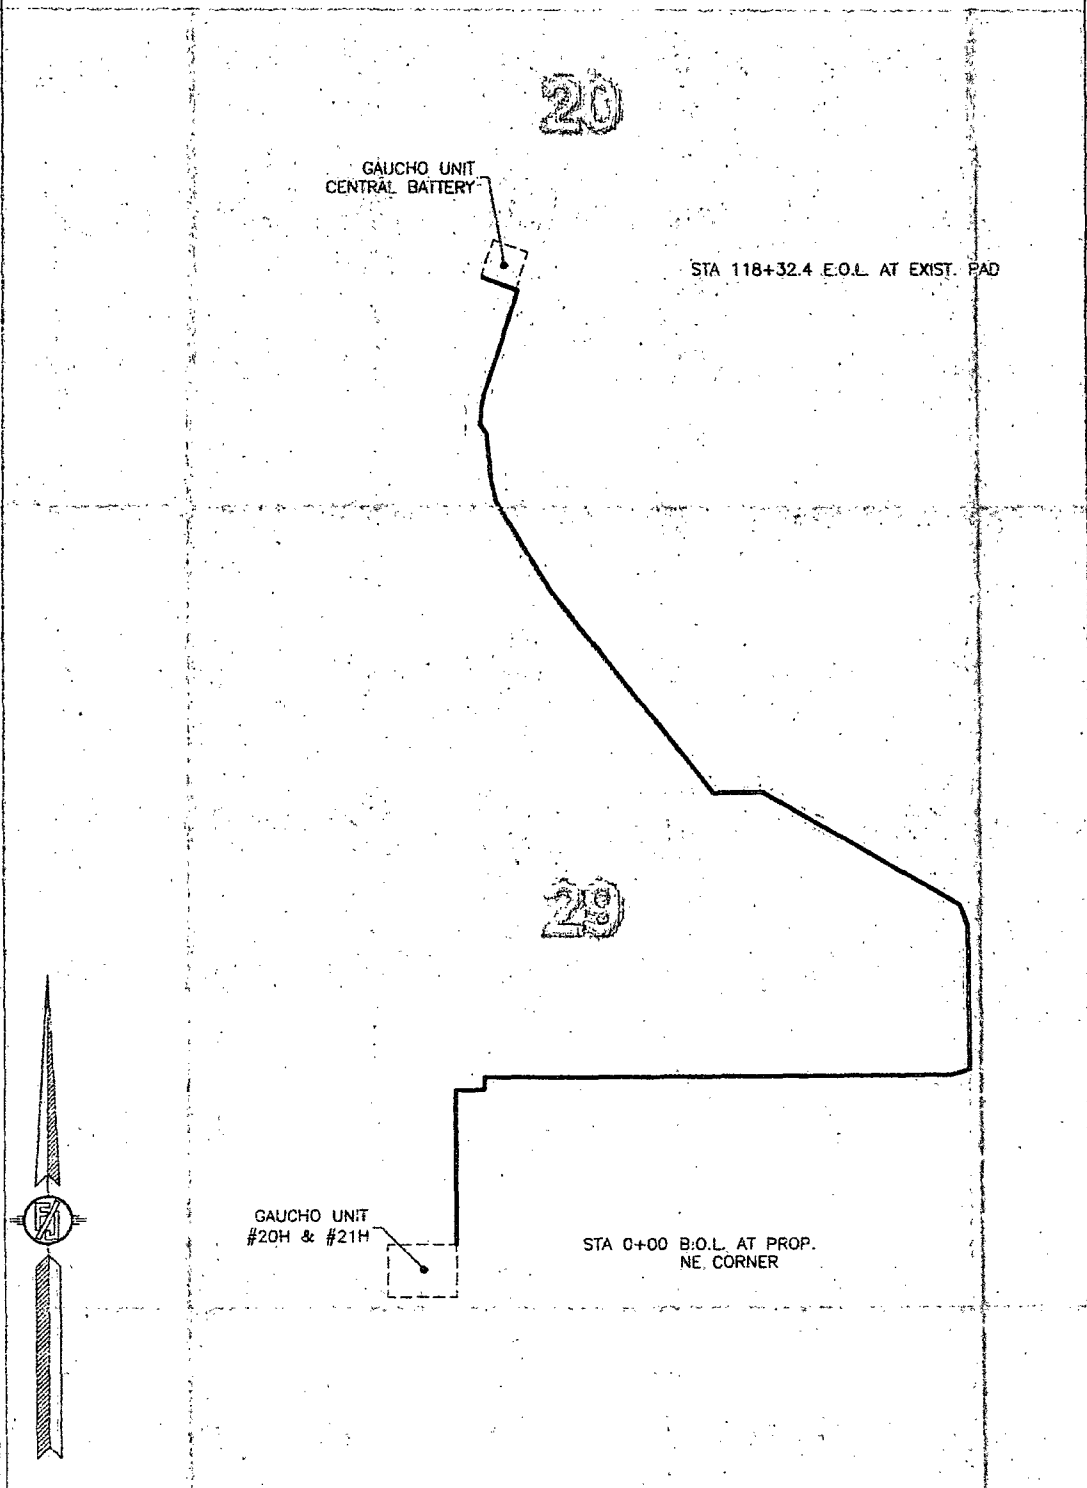 20
GAUCHO UNIT
CENTRAL BATTERY
STA 118+32.4 E.O.L. AT EXIST. PAD
29
GAUCHO UNIT
#20H & #21H
STA 0+00 B.O.L. AT PROP.
NE. CORNER